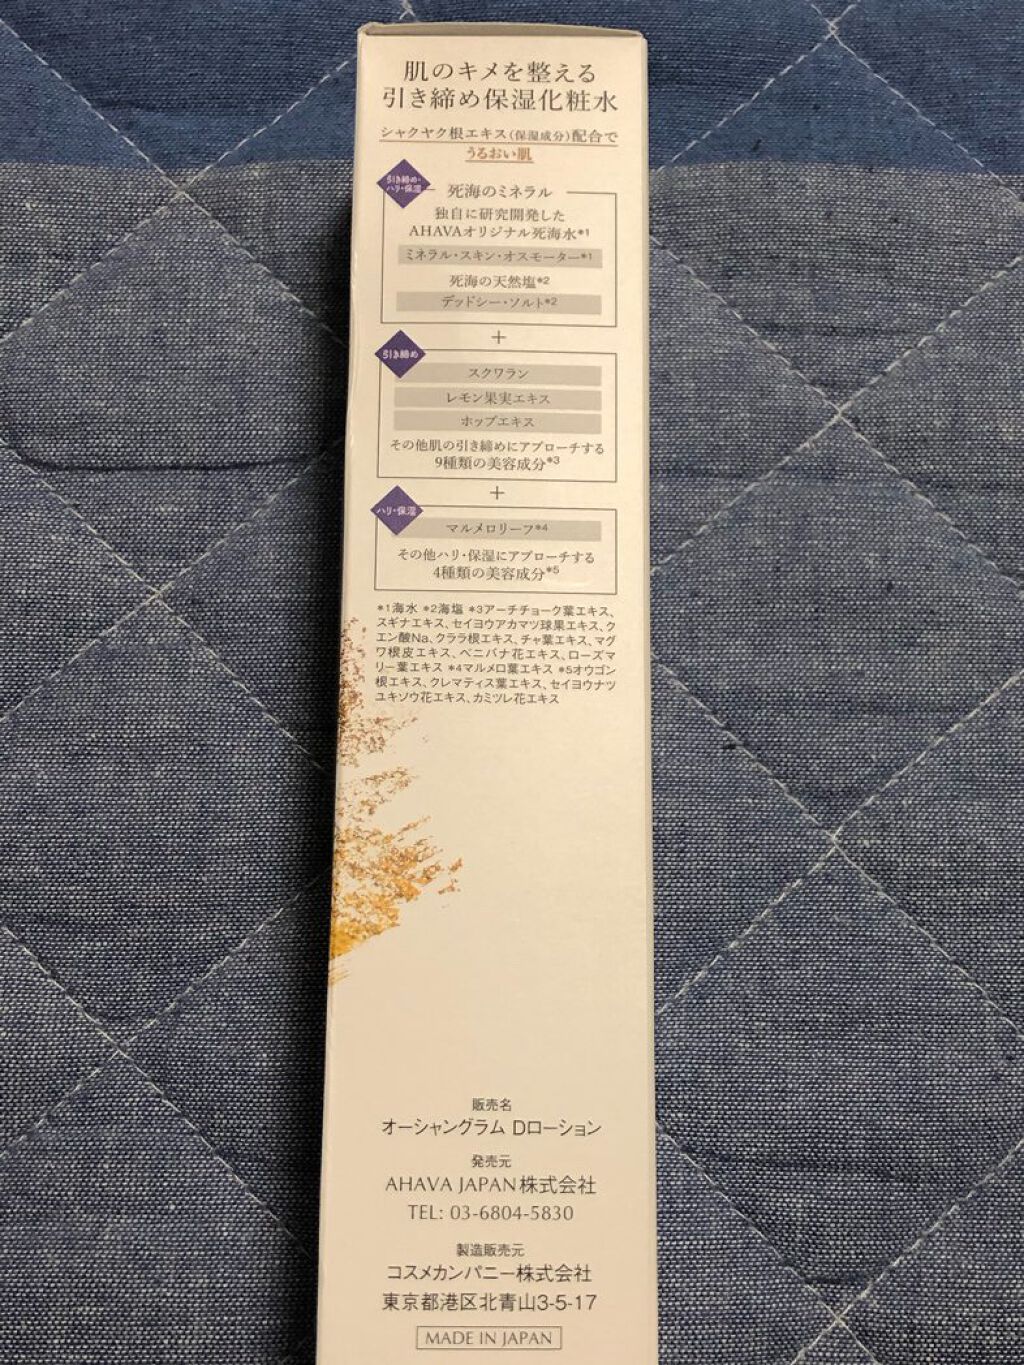 肌のキメを整える
引き締め保湿化粧水
シャクヤク根エキス(保湿成分)配合で
うるおい肌
引き締め・
ハリ・保湿
死海のミネラル
独自に研究開発した
AHAVAオリジナル死海水*1
ミネラル・スキン・オスモーター*1
死海の天然塩*2
デッドシー・ソルト*2
+
引き締め
スクワラン
レモン果実エキス
ホップエキス
その他肌の引き締めにアプローチする
9種類の美容成分*3
+
ハリ・保湿
マルメロリーフ*4
その他ハリ・保湿にアプローチする
4種類の美容成分*5
*1海水 *2海塩 *3アーチチョーク葉エキス、
スギナエキス、セイヨウアカマツ球果エキス、ク
エン酸Na、クララ根エキス、チャ葉エキス、マグ
ワ根皮エキス、ベニバナ花エキス、ローズマ
リー葉エキス *4マルメロ葉エキス *5オウゴン
根エキス、クレマティス葉エキス、セイヨウナツ
ユキソウ花エキス、カミツレ花エキス
販売名
オーシャングラム Dローション
発売元
AHAVA JAPAN株式会社
TEL: 03-6804-5830
製造販売元
コスメカンパニー株式会社
東京都港区北青山3-5-17
MADE IN JAPAN